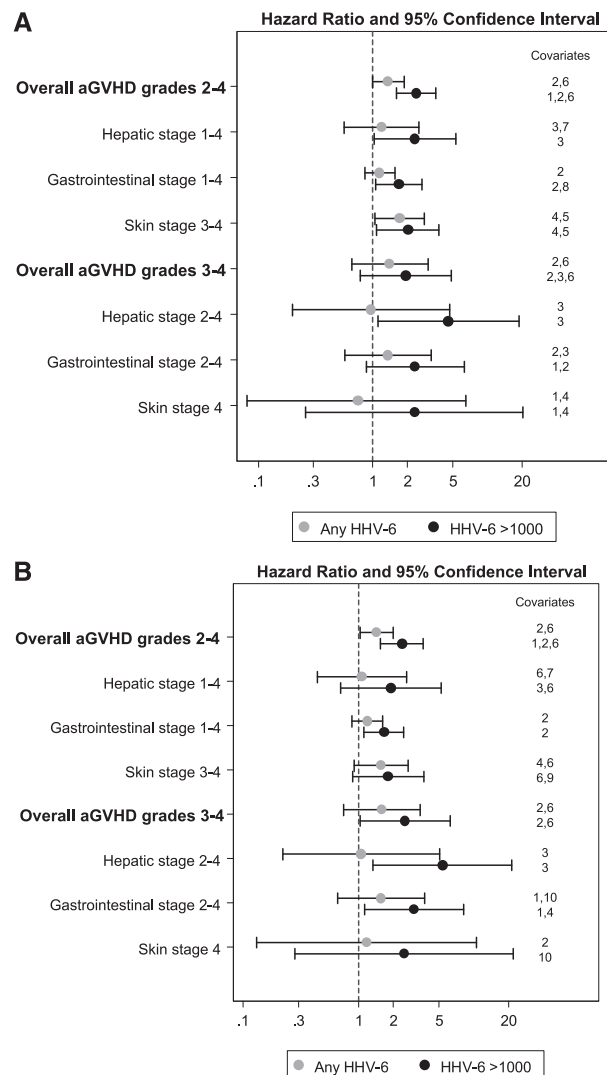 A
Hazard Ratio and 95% Confidence Interval
Covariates
Overall aGVHD grades 2-4
2,6
1,2,6
Hepatic stage 1-4
3,7
3
Gastrointestinal stage 1-4
2
2,8
Skin stage 3-4
4,5
4,5
Overall aGVHD grades 3-4
2,6
2,3,6
Hepatic stage 2-4
3
3
Gastrointestinal stage 2-4
2,3
1,2
Skin stage 4
1,4
1,4
.1 .3 1 2 5 20
Any HHV-6 HHV-6 >1000
B
Hazard Ratio and 95% Confidence Interval
Covariates
Overall aGVHD grades 2-4
2,6
1,2,6
Hepatic stage 1-4
6,7
3,6
Gastrointestinal stage 1-4
2
2
Skin stage 3-4
4,6
6,9
Overall aGVHD grades 3-4
2,6
2,6
Hepatic stage 2-4
3
3
Gastrointestinal stage 2-4
1,10
1,4
Skin stage 4
2
10
.1 .3 1 2 5 20
Any HHV-6 HHV-6 >1000